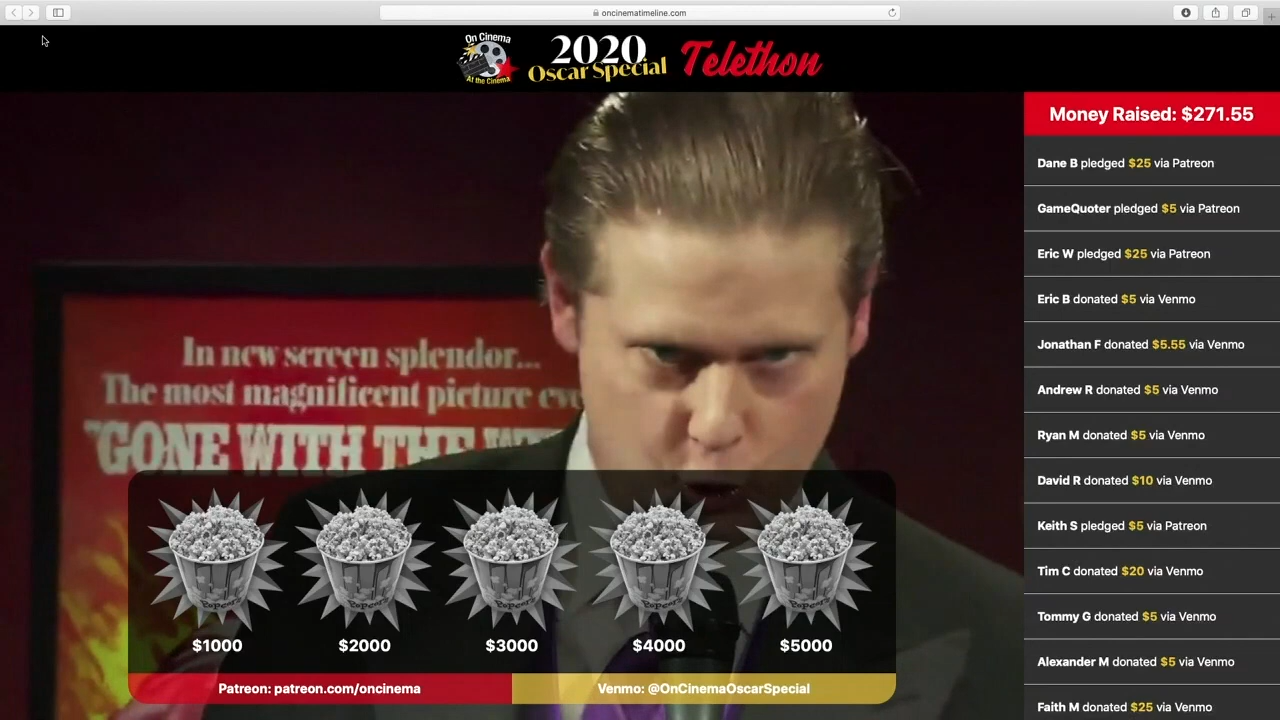 oncinematimeline.com
On Cinema
At the Cinema
2020
Oscar Special
Telethon
Money Raised: $271.55
Dane B pledged $25 via Patreon
GameQuoter pledged $5 via Patreon
Eric W pledged $25 via Patreon
Eric B donated $5 via Venmo
Jonathan F donated $5.55 via Venmo
Andrew R donated $5 via Venmo
Ryan M donated $5 via Venmo
David R donated $10 via Venmo
Keith S pledged $5 via Patreon
Tim C donated $20 via Venmo
Tommy G donated $5 via Venmo
Alexander M donated $5 via Venmo
Faith M donated $25 via Venmo
In new screen splendor...
The most magnificent picture eve
"GONE WITH THE W
Popcorn Popcorn Popcorn Popcorn Popcorn
$1000 $2000 $3000 $4000 $5000
Patreon: patreon.com/oncinema
Venmo: @OnCinemaOscarSpecial